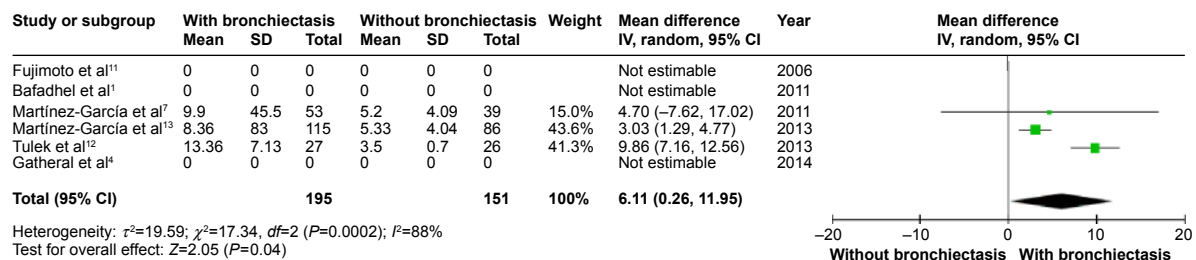 Study or subgroup With bronchiectasis Without bronchiectasis Weight Mean difference Year Mean difference
Mean SD Total Mean SD Total IV, random, 95% CI IV, random, 95% CI
Fujimoto et al¹¹ 0 0 0 0 0 0 Not estimable 2006
Bafadhel et al¹ 0 0 0 0 0 0 Not estimable 2011
Martínez-García et al⁷ 9.9 45.5 53 5.2 4.09 39 15.0% 4.70 (–7.62, 17.02) 2011
Martínez-García et al¹³ 8.36 83 115 5.33 4.04 86 43.6% 3.03 (1.29, 4.77) 2013
Tulek et al¹² 13.36 7.13 27 3.5 0.7 26 41.3% 9.86 (7.16, 12.56) 2013
Gatheral et al⁴ 0 0 0 0 0 0 Not estimable 2014
Total (95% CI) 195 151 100% 6.11 (0.26, 11.95)
Heterogeneity: τ²=19.59; χ²=17.34, df=2 (P=0.0002); I²=88%
Test for overall effect: Z=2.05 (P=0.04)
–20 –10 0 10 20
Without bronchiectasis With bronchiectasis